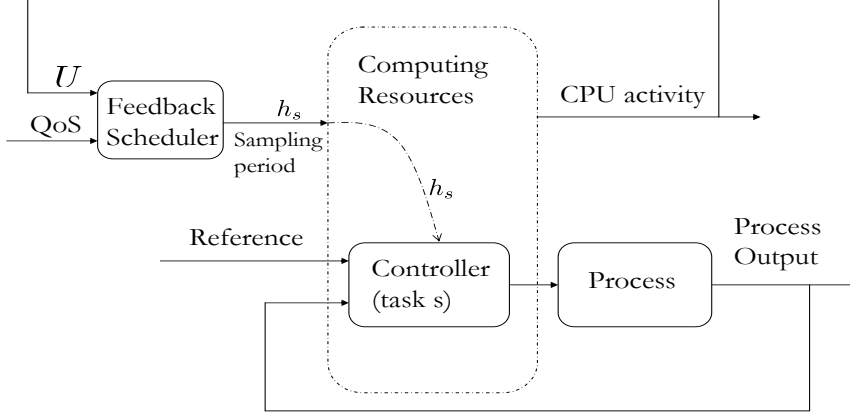 U
QoS
Feedback
Scheduler
h_s
Sampling
period
Computing
Resources
h_s
CPU activity
Reference
Controller
(task s)
Process
Process
Output